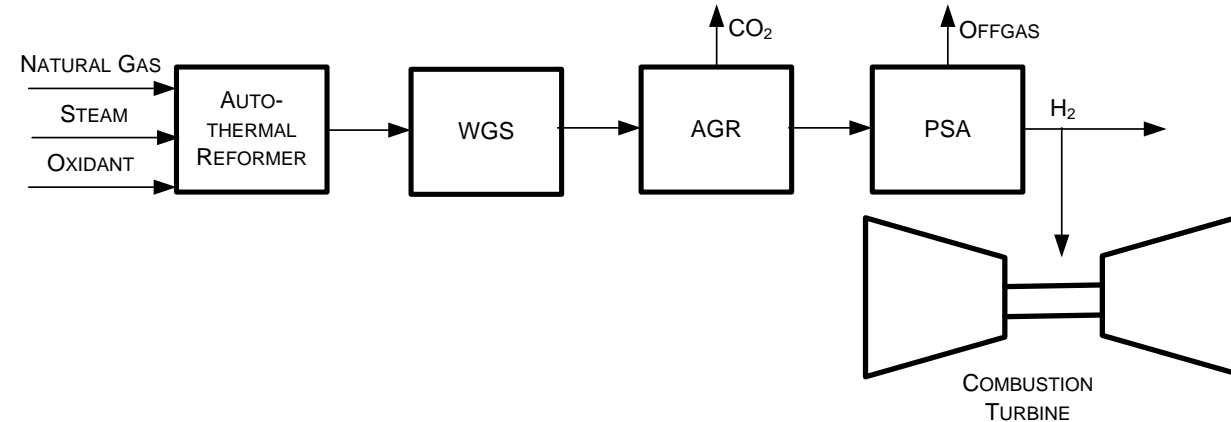 CO₂
OFFGAS
NATURAL GAS
STEAM
OXIDANT
AUTO-
THERMAL
REFORMER
WGS
AGR
PSA
H₂
COMBUSTION
TURBINE